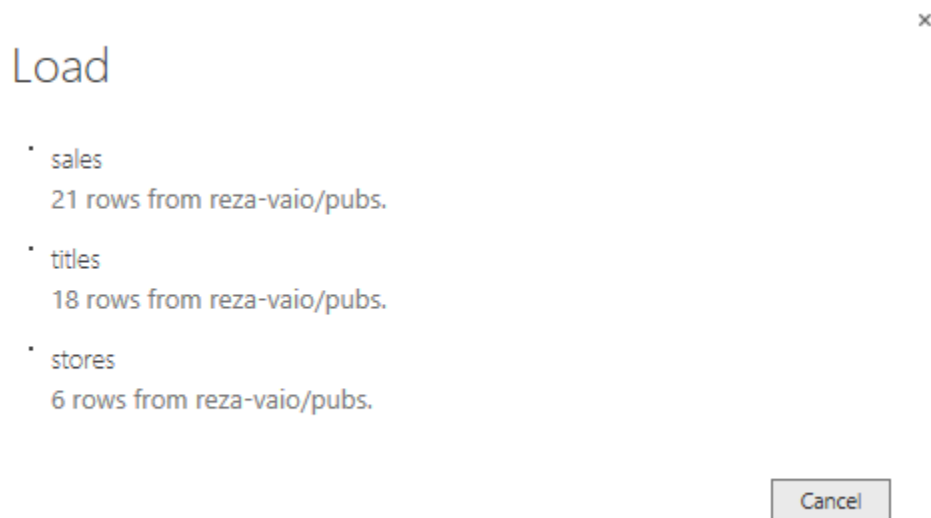 ×
Load
sales
21 rows from reza-vaio/pubs.
titles
18 rows from reza-vaio/pubs.
stores
6 rows from reza-vaio/pubs.
Cancel